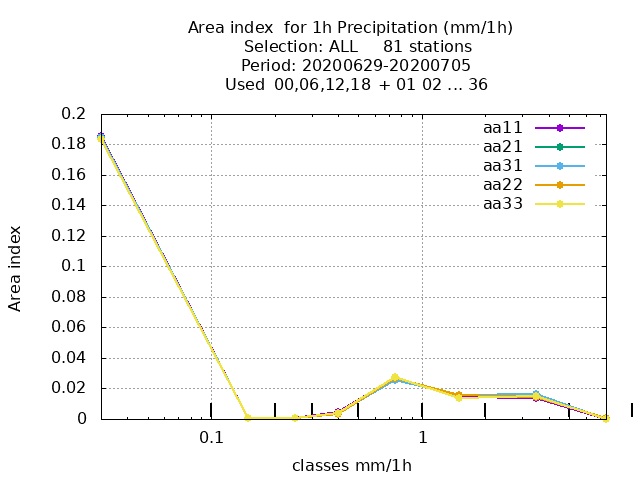 Area index  for 1h Precipitation (mm/1h)
Selection: ALL     81 stations
Period: 20200629-20200705
Used  00,06,12,18 + 01 02 ... 36
aa11
aa21
aa31
aa22
aa33
0.2
0.18
0.16
0.14
0.12
0.1
0.08
0.06
0.04
0.02
0
Area index
0.1
1
classes mm/1h